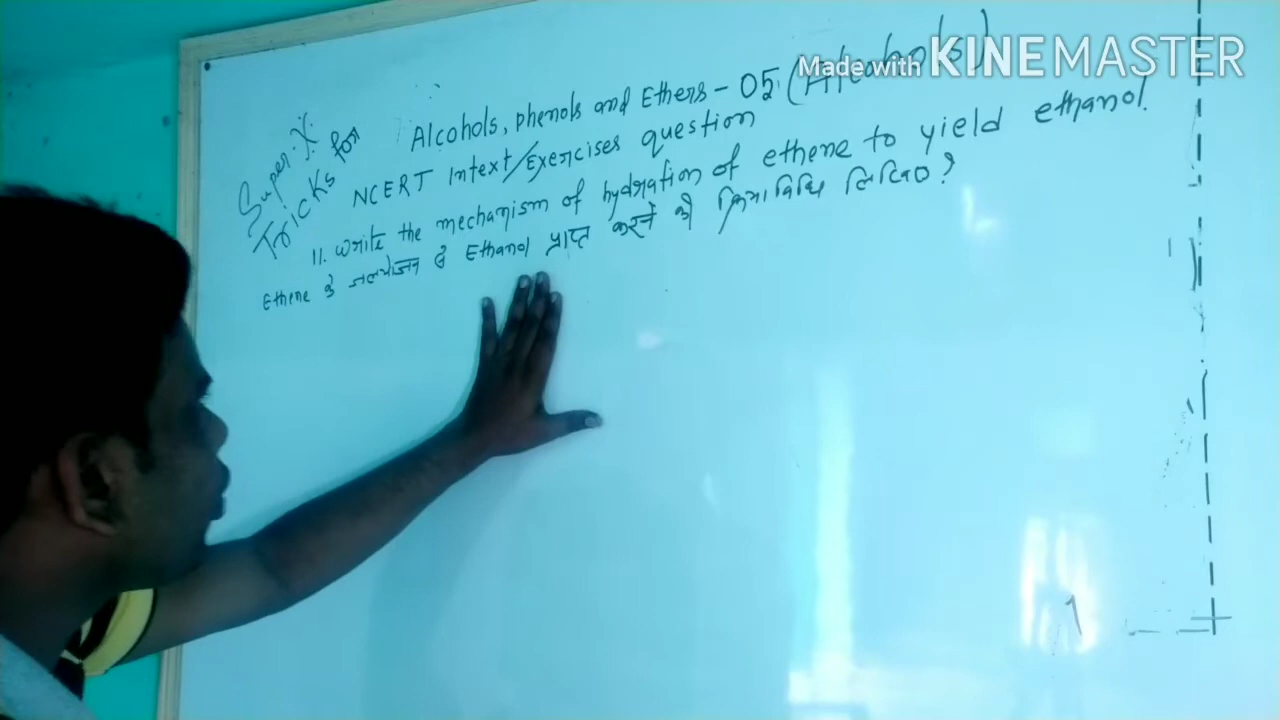 Made with KINEMASTER
Super-X
Tricks for
Alcohols, phenols and Ethers - 05 (Alcohols)
NCERT Intext/Exercises question
11. Write the mechanism of hydration of ethene to yield ethanol.
Ethene के जलयोजन से Ethanol प्राप्त करने की क्रियाविधि लिखिए ?